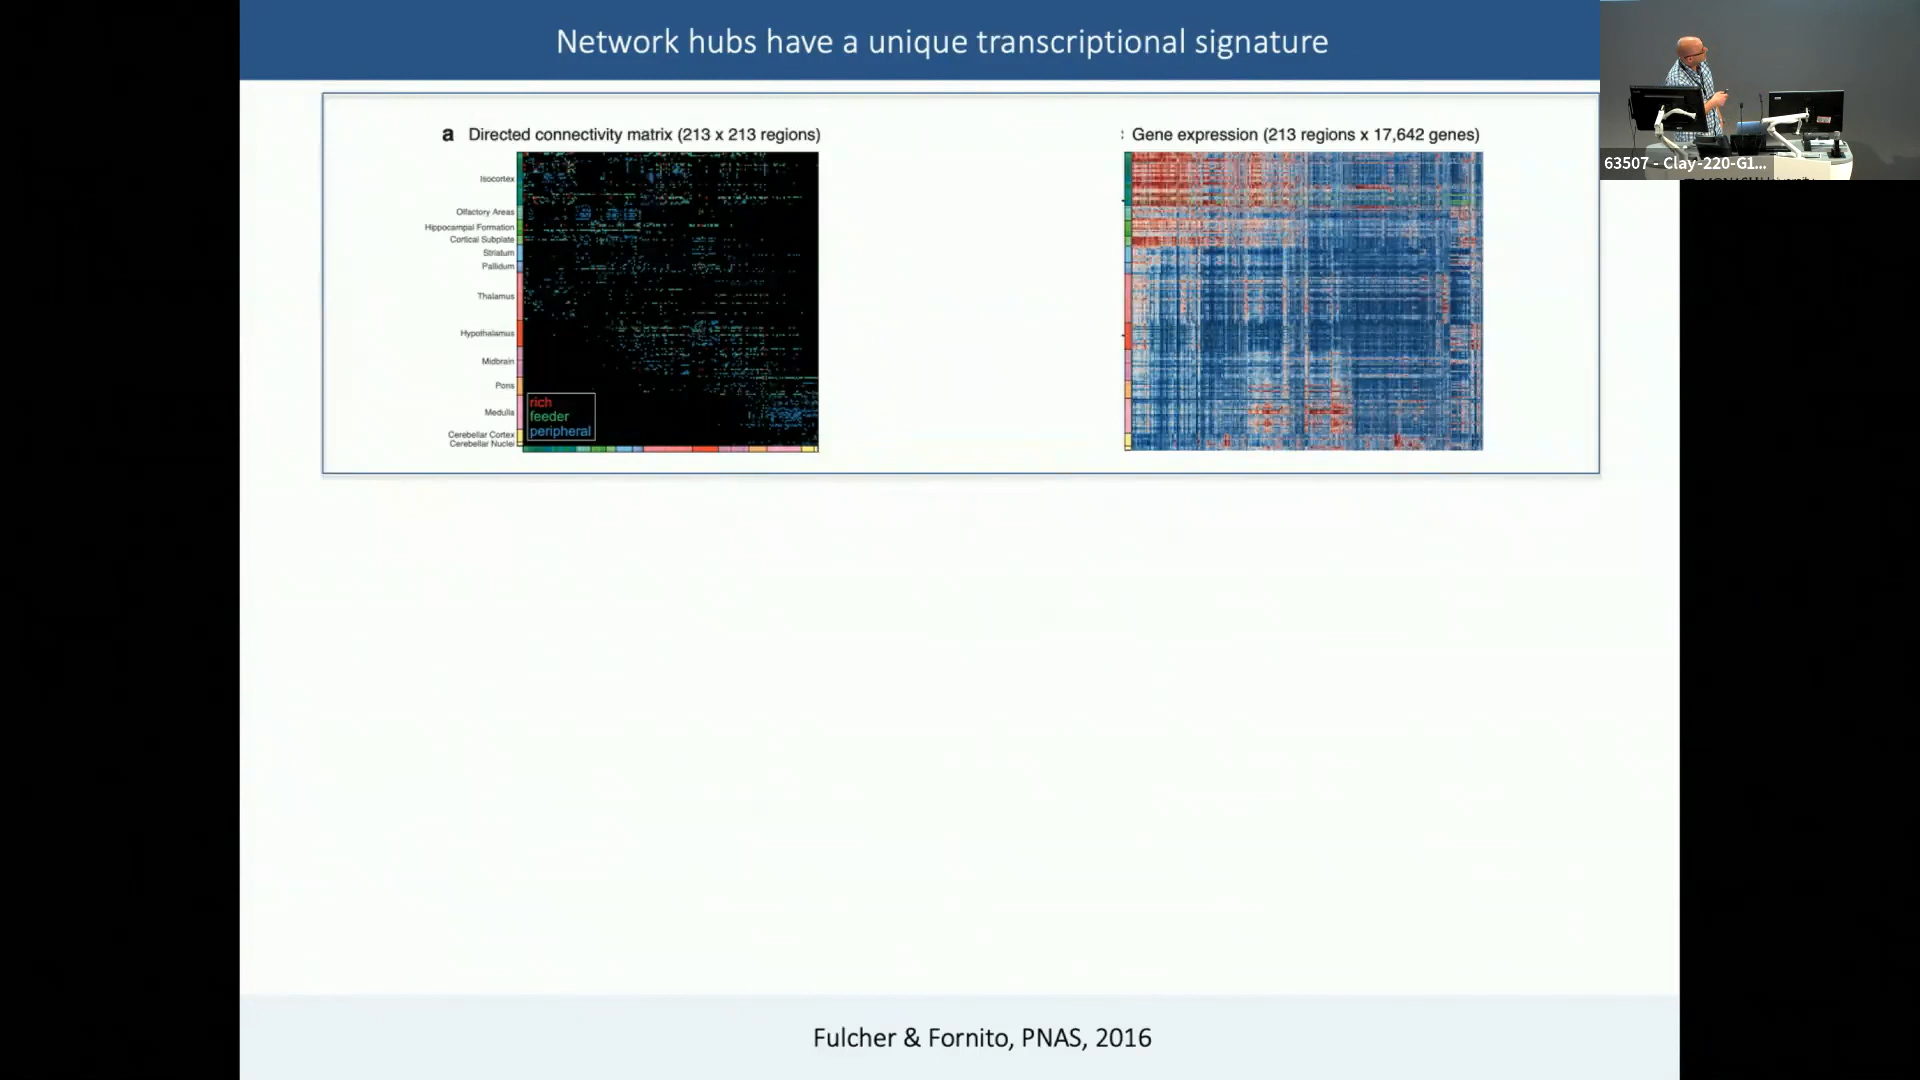 Network hubs have a unique transcriptional signature
a Directed connectivity matrix (213 x 213 regions)
: Gene expression (213 regions x 17,642 genes)
Isocortex
Olfactory Areas
Hippocampal Formation
Cortical Subplate
Striatum
Pallidum
Thalamus
Hypothalamus
Midbrain
Pons
Medulla
Cerebellar Cortex
Cerebellar Nuclei
rich
feeder
peripheral
63507 - Clay-220-G1...
Fulcher & Fornito, PNAS, 2016